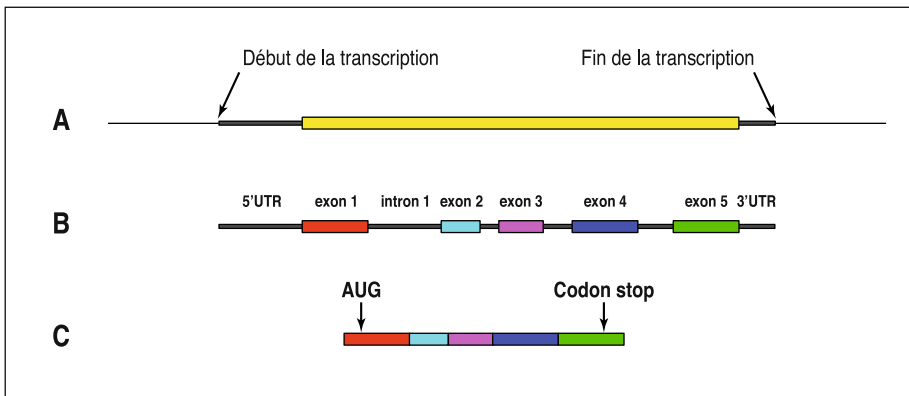 Début de la transcription Fin de la transcription
A
5'UTR exon 1 intron 1 exon 2 exon 3 exon 4 exon 5 3'UTR
B
AUG Codon stop
C